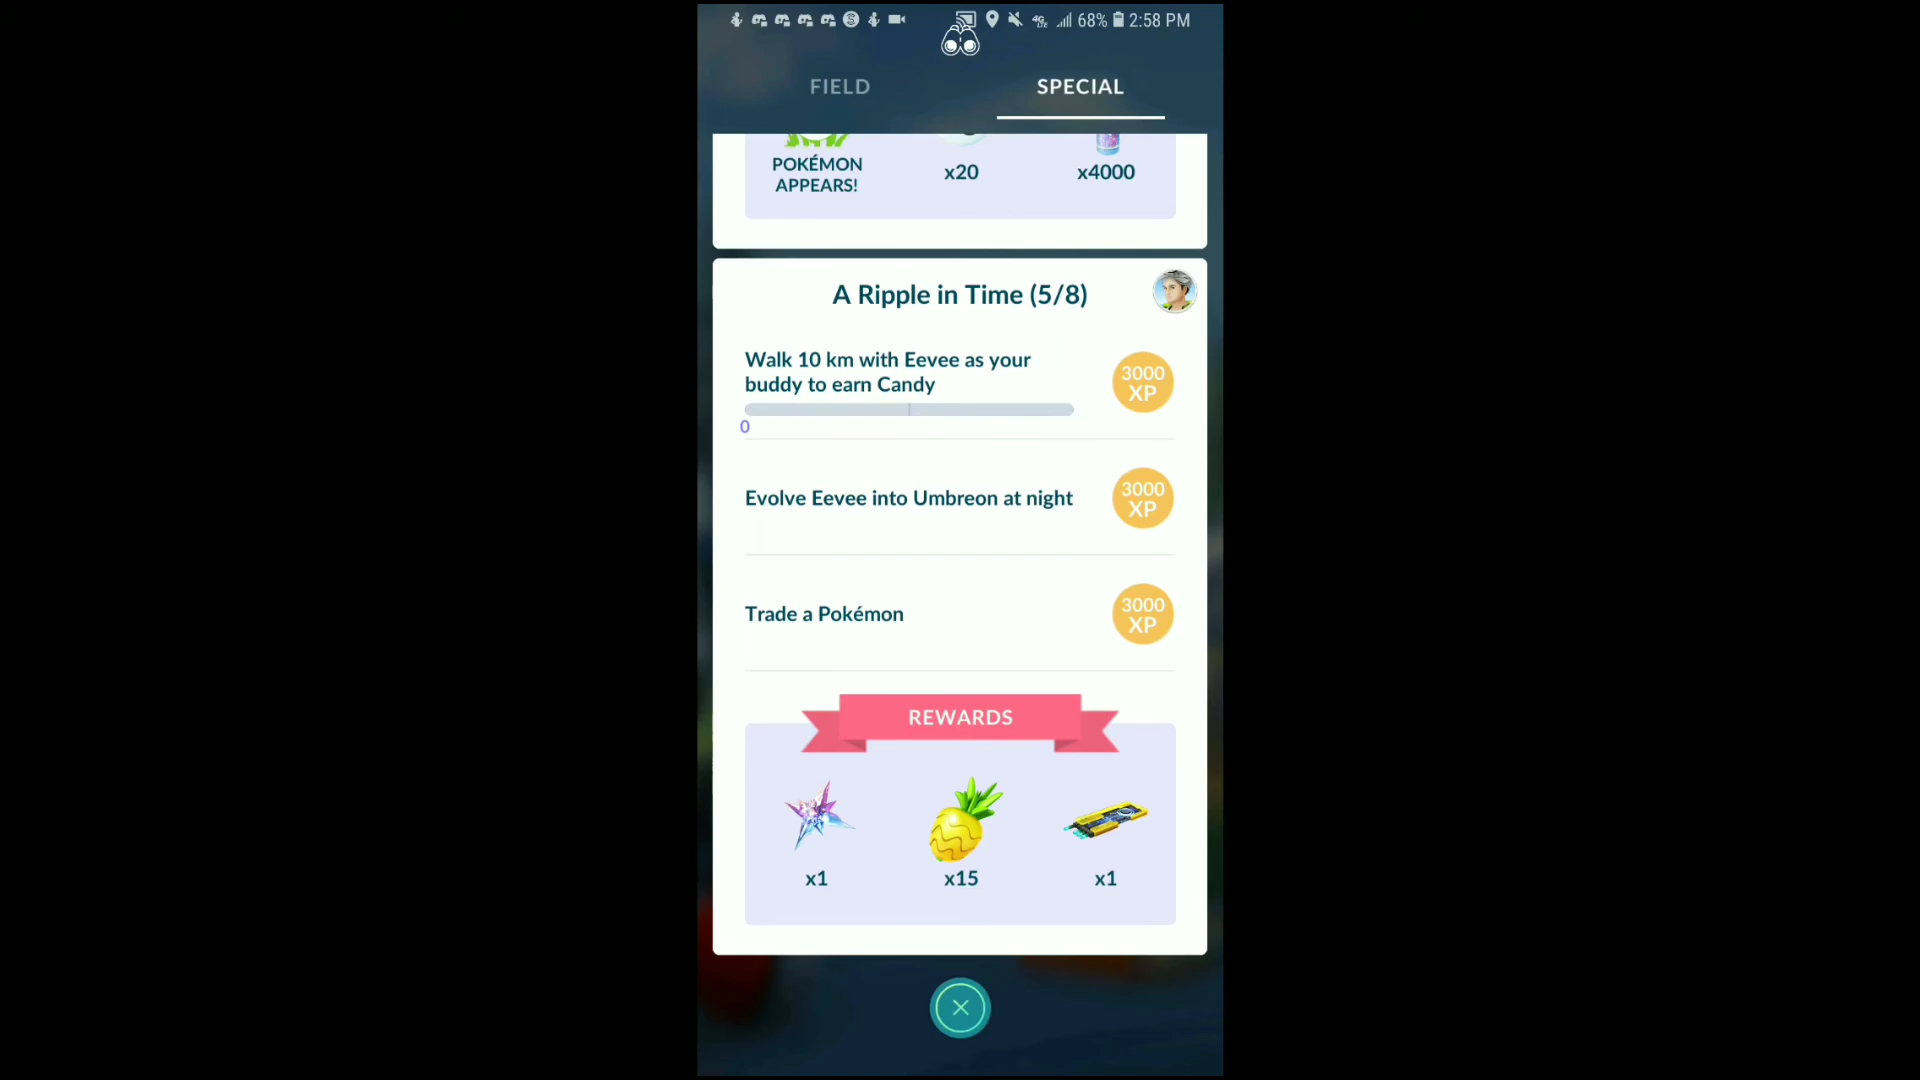 68% 2:58 PM
FIELD SPECIAL
POKÉMON
APPEARS!
x20
x4000
A Ripple in Time (5/8)
Walk 10 km with Eevee as your
buddy to earn Candy
3000
XP
0
Evolve Eevee into Umbreon at night
3000
XP
Trade a Pokémon
3000
XP
REWARDS
x1 x15 x1